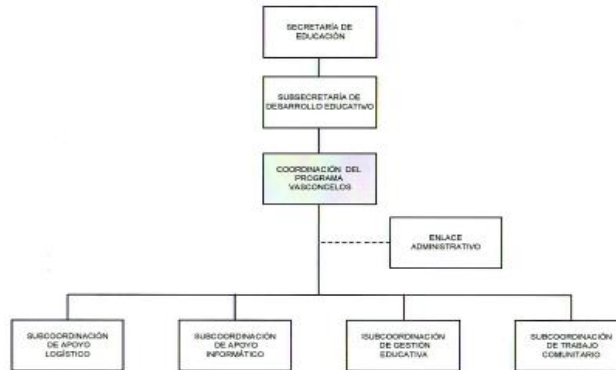 SECRETARÍA DE
EDUCACIÓN
SUBSECRETARÍA DE
DESARROLLO EDUCATIVO
COORDINACIÓN DEL
PROGRAMA
VASCONCELOS
ENLACE
ADMINISTRATIVO
SUBCOORDINACIÓN
DE APOYO
LOGÍSTICO
SUBCOORDINACIÓN
DE APOYO
INFORMÁTICO
ISUBCOORDINACIÓN
DE GESTIÓN
EDUCATIVA
SUBCOORDINACIÓN
DE TRABAJO
COMUNITARIO